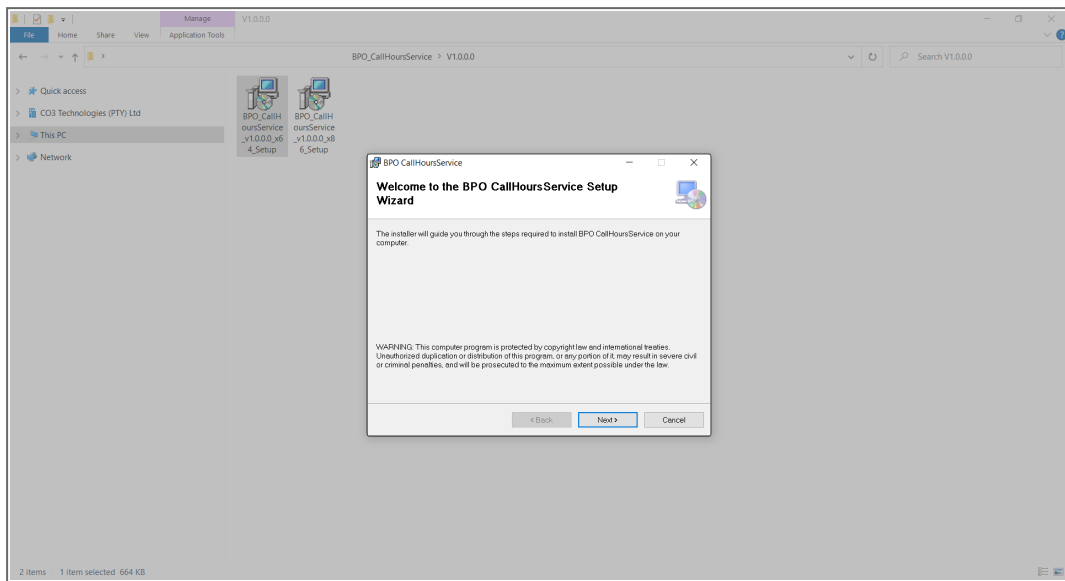 Manage V1.0.0.0
File Home Share View Application Tools
BPO_CallHoursService > V1.0.0.0 Search V1.0.0.0
Quick access
CO3 Technologies (PTY) Ltd
This PC
Network
BPO_CallH
oursService
_v1.0.0.0_x6
4_Setup
BPO_CallH
oursService
_v1.0.0.0_x8
6_Setup
BPO CallHoursService
Welcome to the BPO CallHoursService Setup
Wizard
The installer will guide you through the steps required to install BPO CallHoursService on your
computer.
WARNING: This computer program is protected by copyright law and international treaties.
Unauthorized duplication or distribution of this program, or any portion of it, may result in severe civil
or criminal penalties, and will be prosecuted to the maximum extent possible under the law.
< Back Next > Cancel
2 items 1 item selected 664 KB